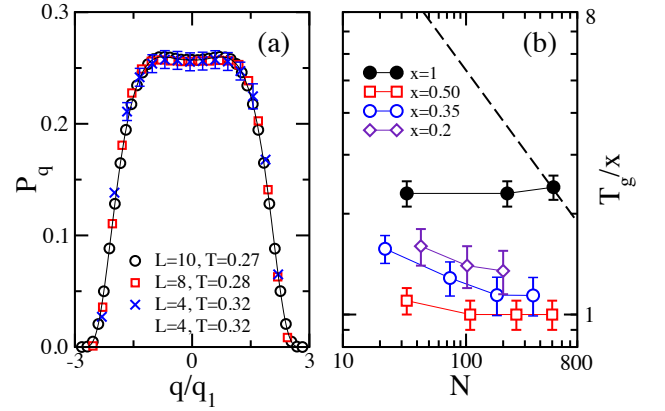 0.3
0.2
0.1
0.0
P_q
(a)
L=10, T=0.27
L=8, T=0.28
L=4, T=0.32
L=4, T=0.32
-3
0
3
q/q_1
(b)
x=1
x=0.50
x=0.35
x=0.2
8
1
T_g/x
10
100
800
N